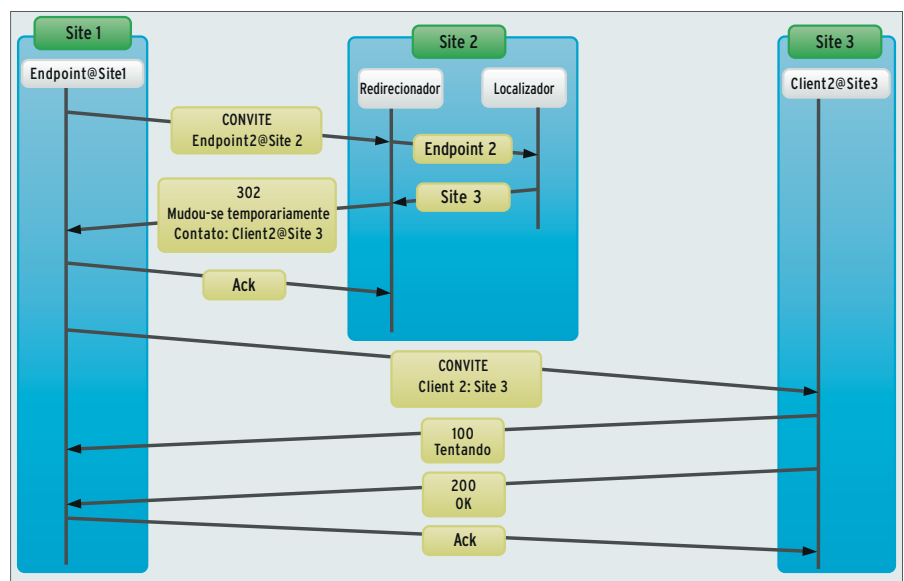 Site 1
Site 2
Site 3
Endpoint@Site1
Redirecionador
Localizador
Client2@Site3
CONVITE
Endpoint2@Site 2
Endpoint 2
Site 3
302
Mudou-se temporariamente
Contato: Client2@Site 3
Ack
CONVITE
Client 2: Site 3
100
Tentando
200
OK
Ack